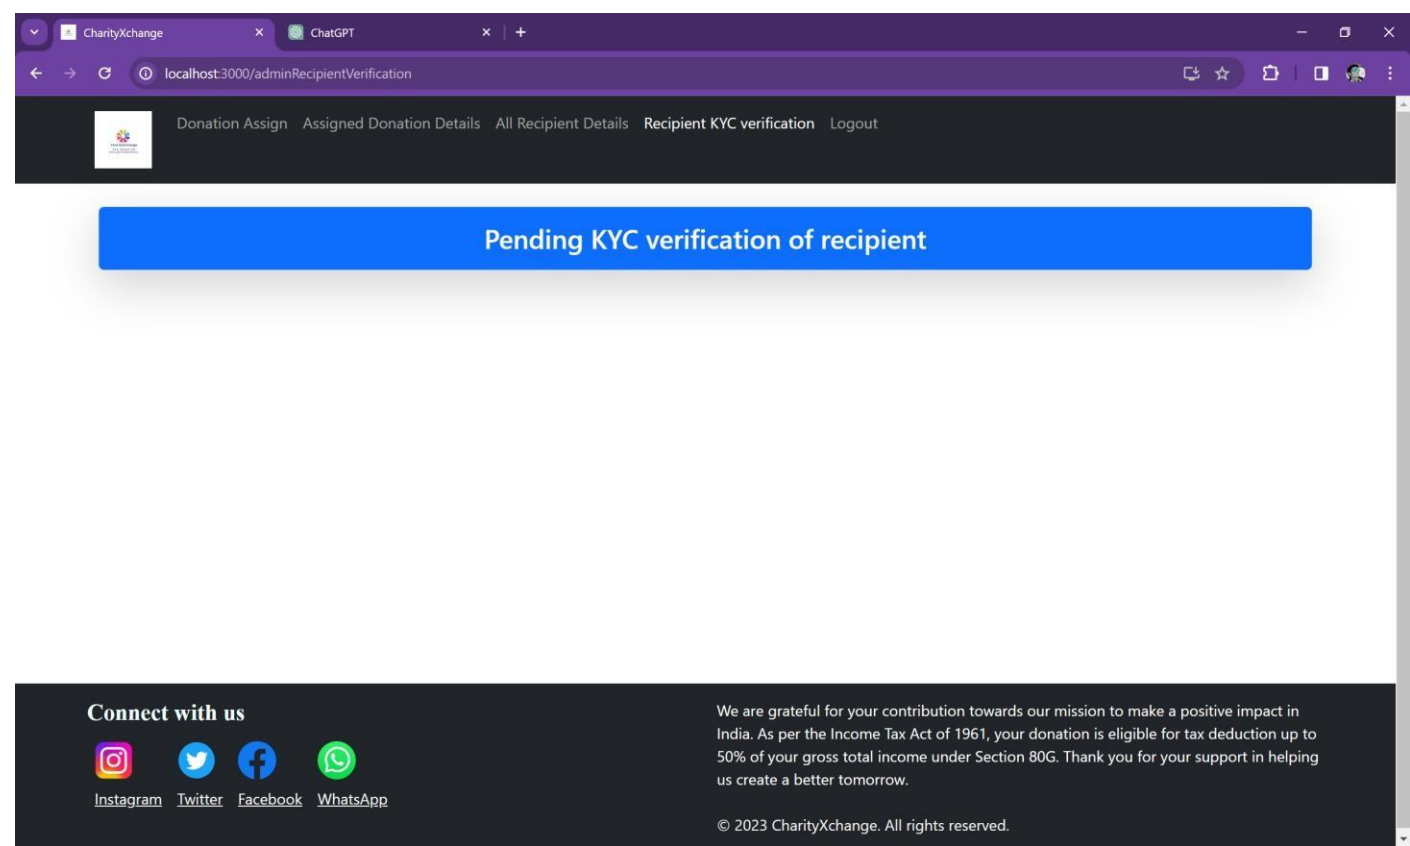 CharityXchange
ChatGPT
localhost:3000/adminRecipientVerification
Donation Assign Assigned Donation Details All Recipient Details Recipient KYC verification Logout
Pending KYC verification of recipient
Connect with us
Instagram Twitter Facebook WhatsApp
We are grateful for your contribution towards our mission to make a positive impact in
India. As per the Income Tax Act of 1961, your donation is eligible for tax deduction up to
50% of your gross total income under Section 80G. Thank you for your support in helping
us create a better tomorrow.
© 2023 CharityXchange. All rights reserved.